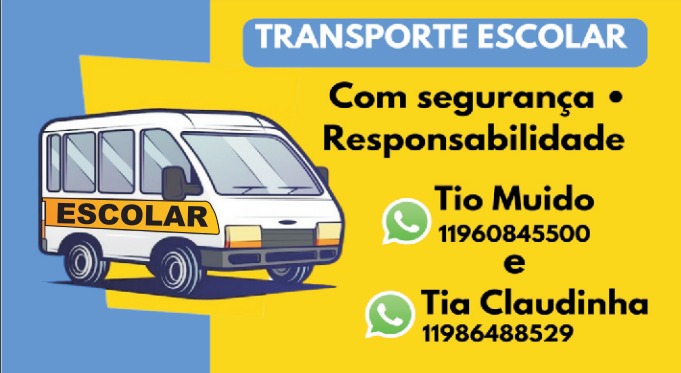 TRANSPORTE ESCOLAR
Com segurança •
Responsabilidade
ESCOLAR
Tio Muido
11960845500
e
Tia Claudinha
11986488529